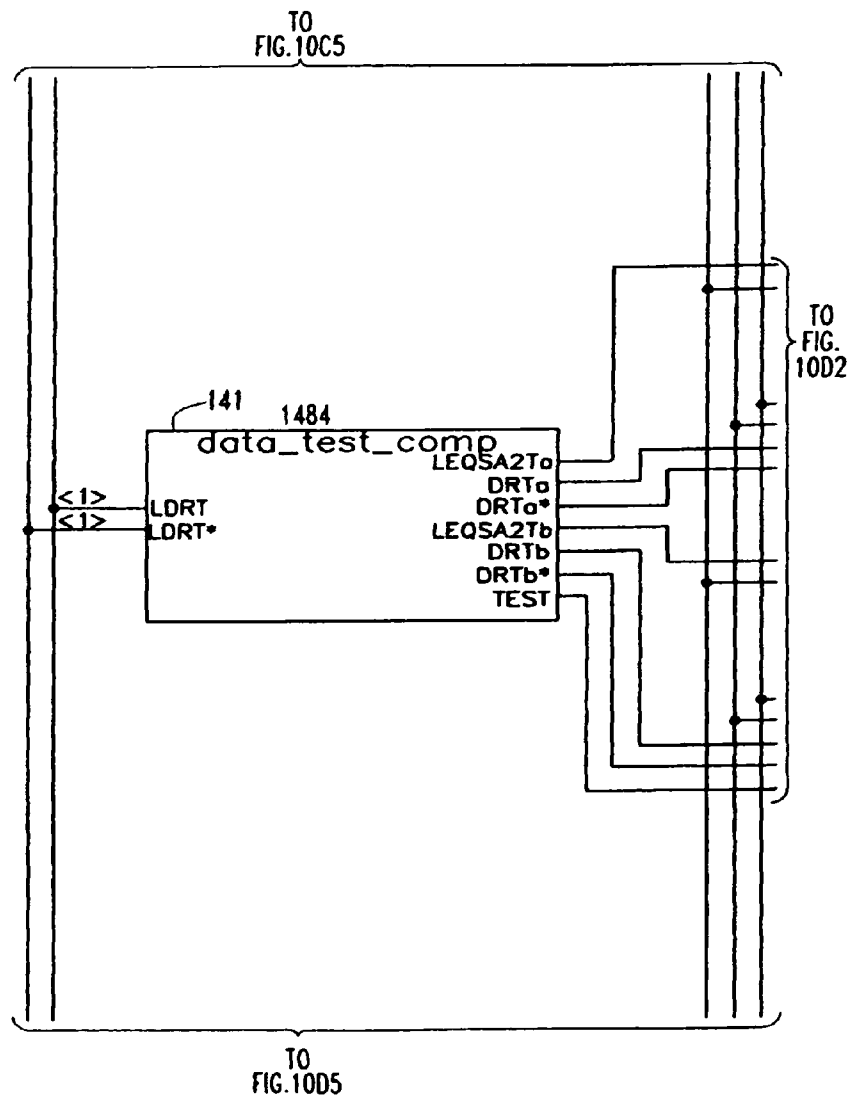 TO
FIG.10C5
TO
FIG.
10D2
141
1484
data_test_comp
LEQSA2Ta
DRTa
DRTa*
LEQSA2Tb
DRTb
DRTb*
TEST
<1>
LDRT
<1>
LDRT*
TO
FIG.10D5